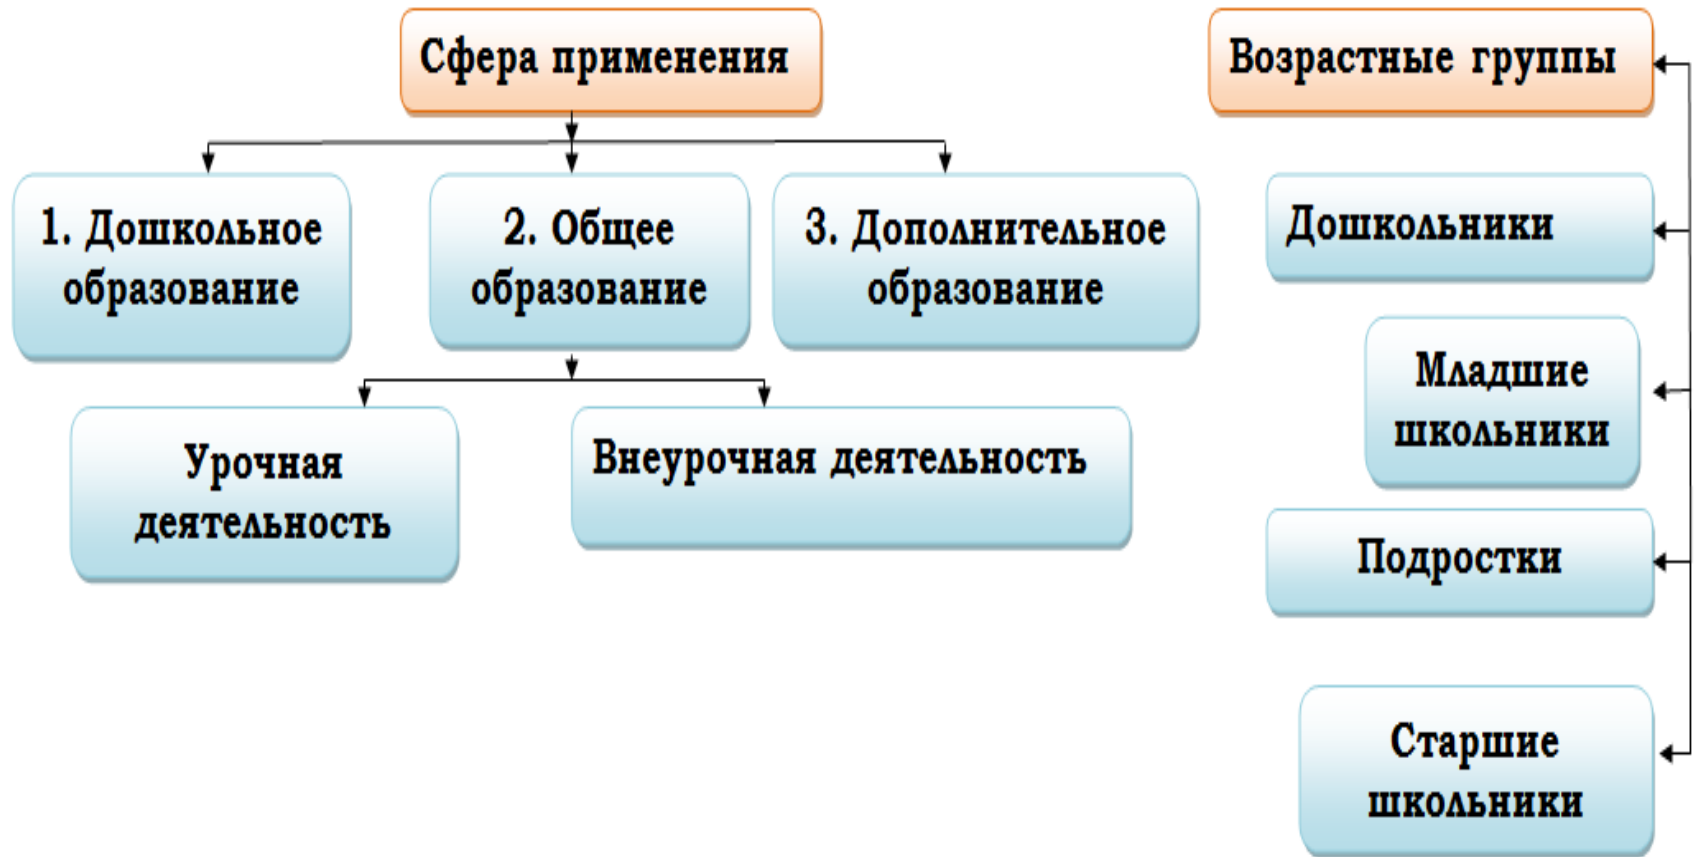 Сфера применения
1. Дошкольное
образование
2. Общее
образование
3. Дополнительное
образование
Урочная
деятельность
Внеурочная деятельность
Возрастные группы
Дошкольники
Младшие
школьники
Подростки
Старшие
школьники